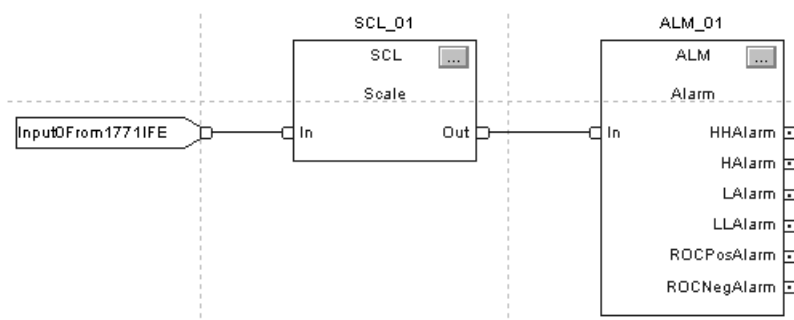 SCL_01
SCL
...
Scale
Input0From1771IFE
In
Out
ALM_01
ALM
...
Alarm
In
HHAlarm
HAlarm
LAlarm
LLAlarm
ROCPosAlarm
ROCNegAlarm